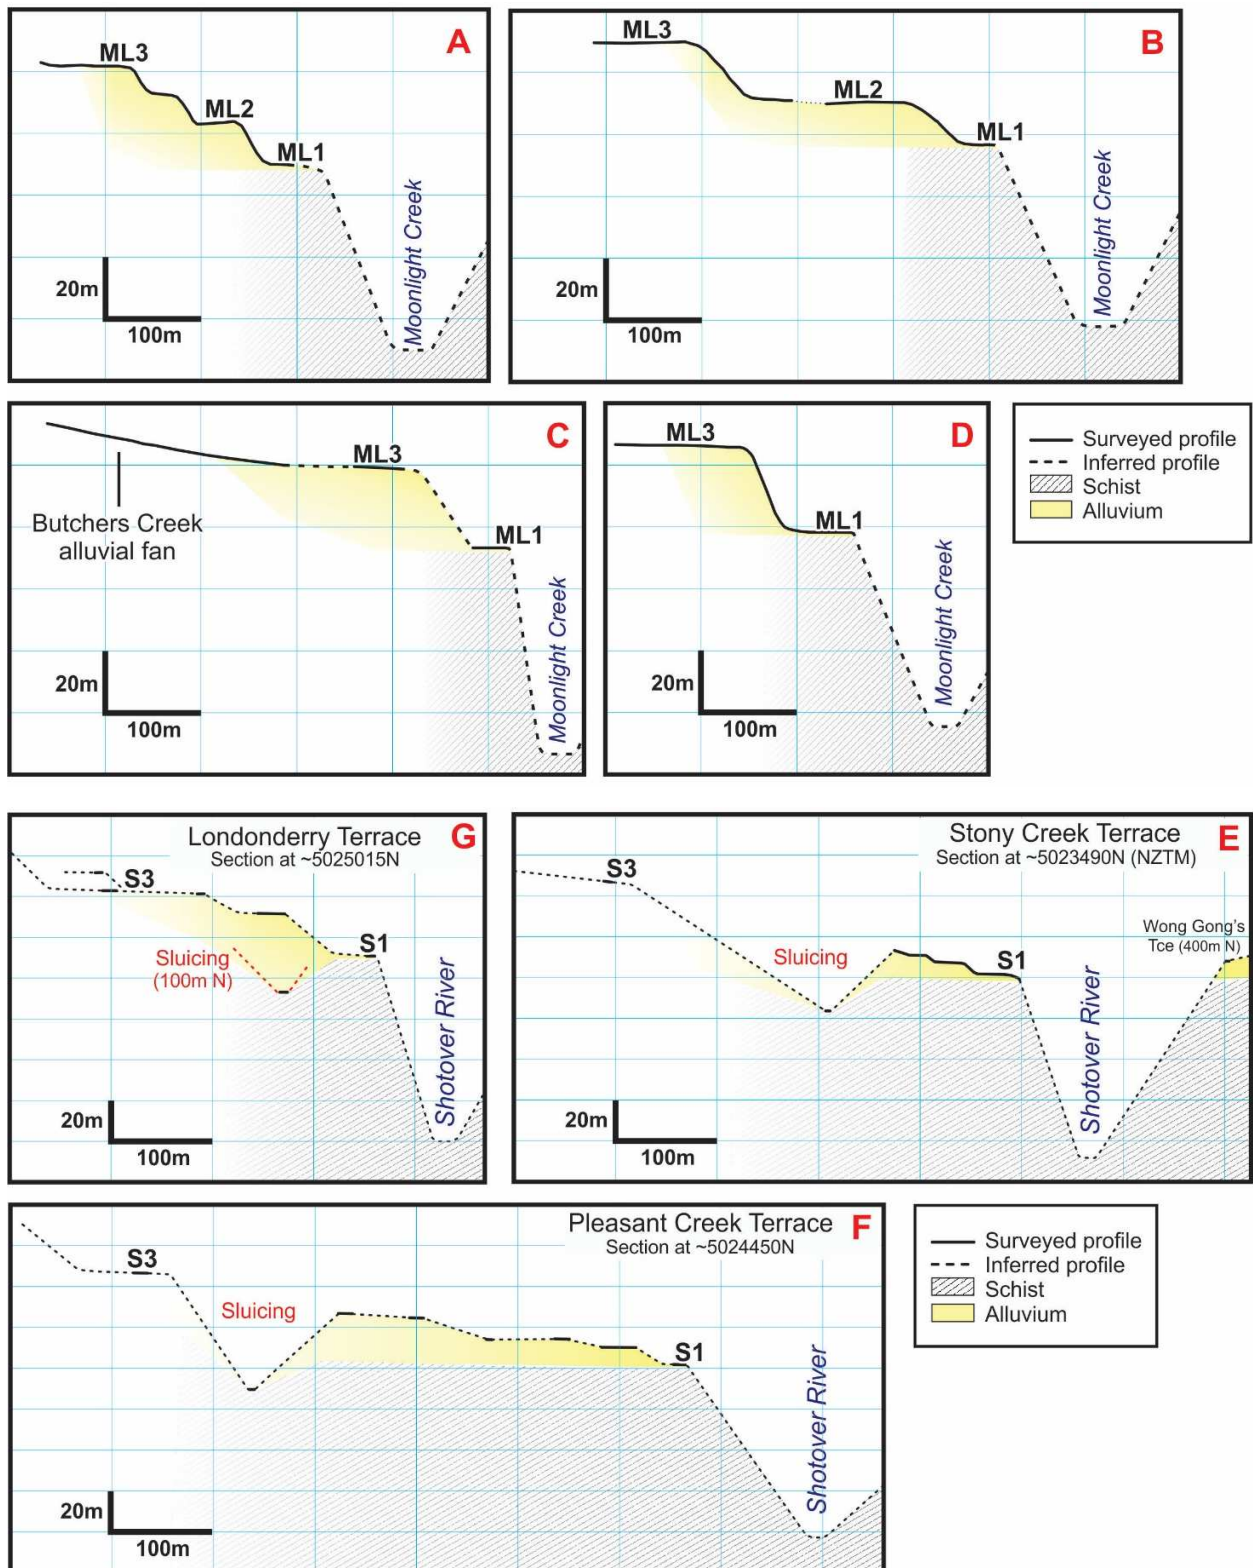 A
ML3
ML2
ML1
Moonlight Creek
20m
100m
B
ML3
ML2
ML1
Moonlight Creek
20m
100m
C
ML3
ML1
Butchers Creek
alluvial fan
Moonlight Creek
20m
100m
D
ML3
ML1
Moonlight Creek
20m
100m
Surveyed profile
Inferred profile
Schist
Alluvium
G
Londonderry Terrace
Section at ~5025015N
S3
S1
Sluicing
(100m N)
Shotover River
20m
100m
E
Stony Creek Terrace
Section at ~5023490N (NZTM)
S3
Sluicing
S1
Wong Gong's
Tce (400m N)
Shotover River
20m
100m
F
Pleasant Creek Terrace
Section at ~5024450N
S3
Sluicing
S1
Shotover River
20m
100m
Surveyed profile
Inferred profile
Schist
Alluvium